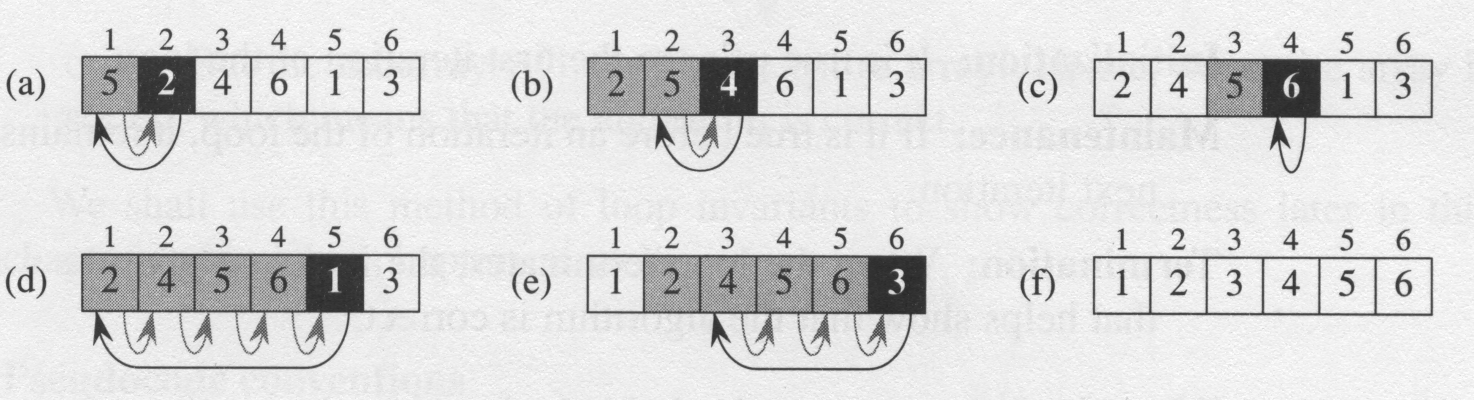 1 2 3 4 5 6 1 2 3 4 5 6 1 2 3 4 5 6
(a) 5 2 4 6 1 3 (b) 2 5 4 6 1 3 (c) 2 4 5 6 1 3
1 2 3 4 5 6 1 2 3 4 5 6 1 2 3 4 5 6
(d) 2 4 5 6 1 3 (e) 1 2 4 5 6 3 (f) 1 2 3 4 5 6